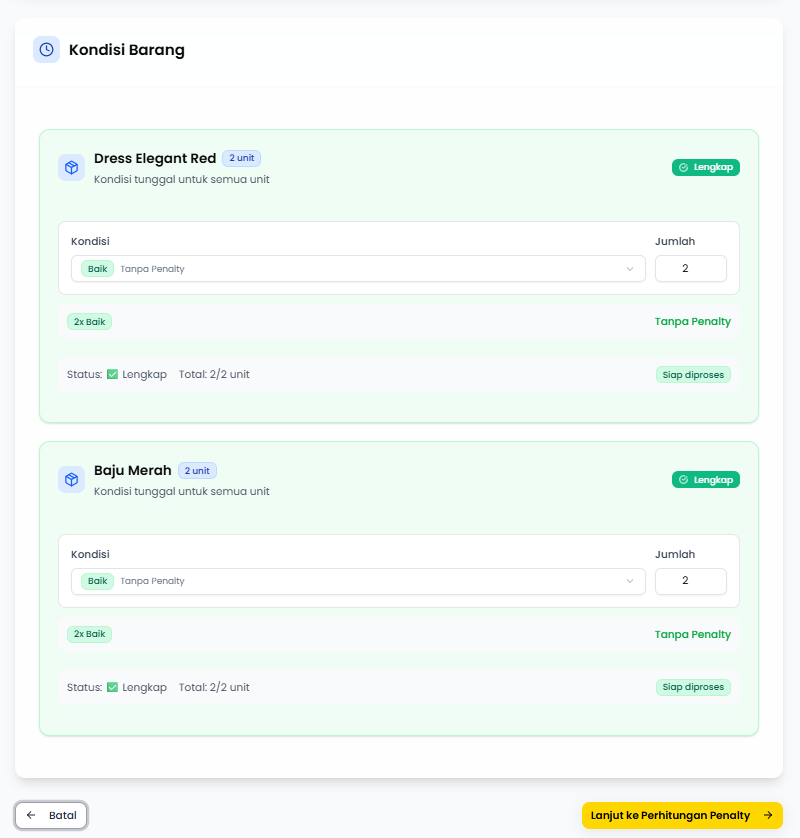 Kondisi Barang
Dress Elegant Red 2 unit
Kondisi tunggal untuk semua unit
Lengkap
Kondisi Jumlah
Baik Tanpa Penalty 2
2x Baik Tanpa Penalty
Status: ✅ Lengkap Total: 2/2 unit Siap diproses
Baju Merah 2 unit
Kondisi tunggal untuk semua unit
Lengkap
Kondisi Jumlah
Baik Tanpa Penalty 2
2x Baik Tanpa Penalty
Status: ✅ Lengkap Total: 2/2 unit Siap diproses
← Batal Lanjut ke Perhitungan Penalty →